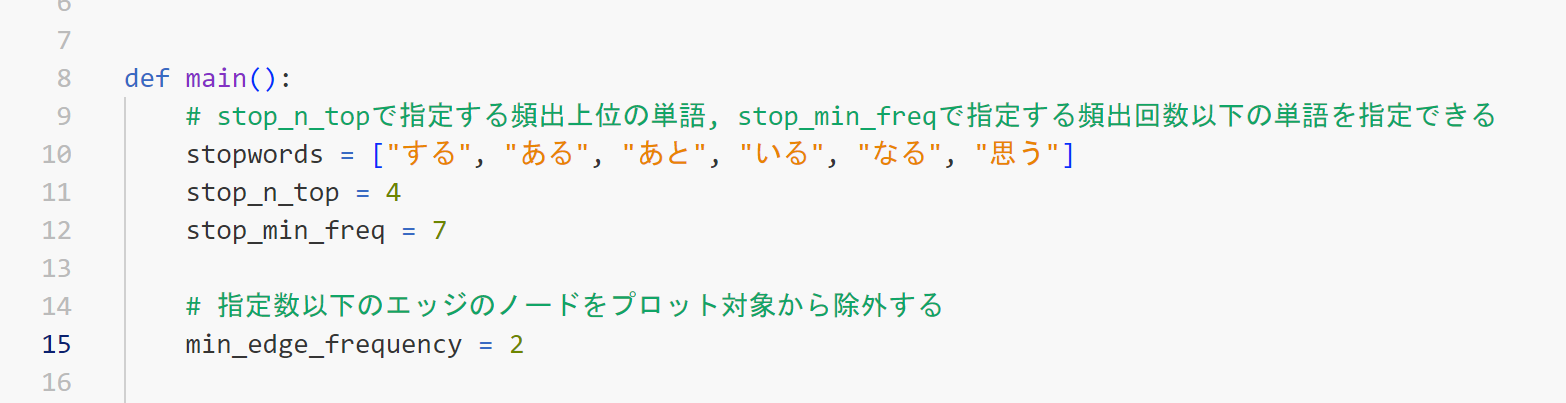 6
7
8 def main():
9 # stop_n_topで指定する頻出上位の単語, stop_min_freqで指定する頻出回数以下の単語を指定できる
10 stopwords = ["する", "ある", "あと", "いる", "なる", "思う"]
11 stop_n_top = 4
12 stop_min_freq = 7
13
14 # 指定数以下のエッジのノードをプロット対象から除外する
15 min_edge_frequency = 2
16